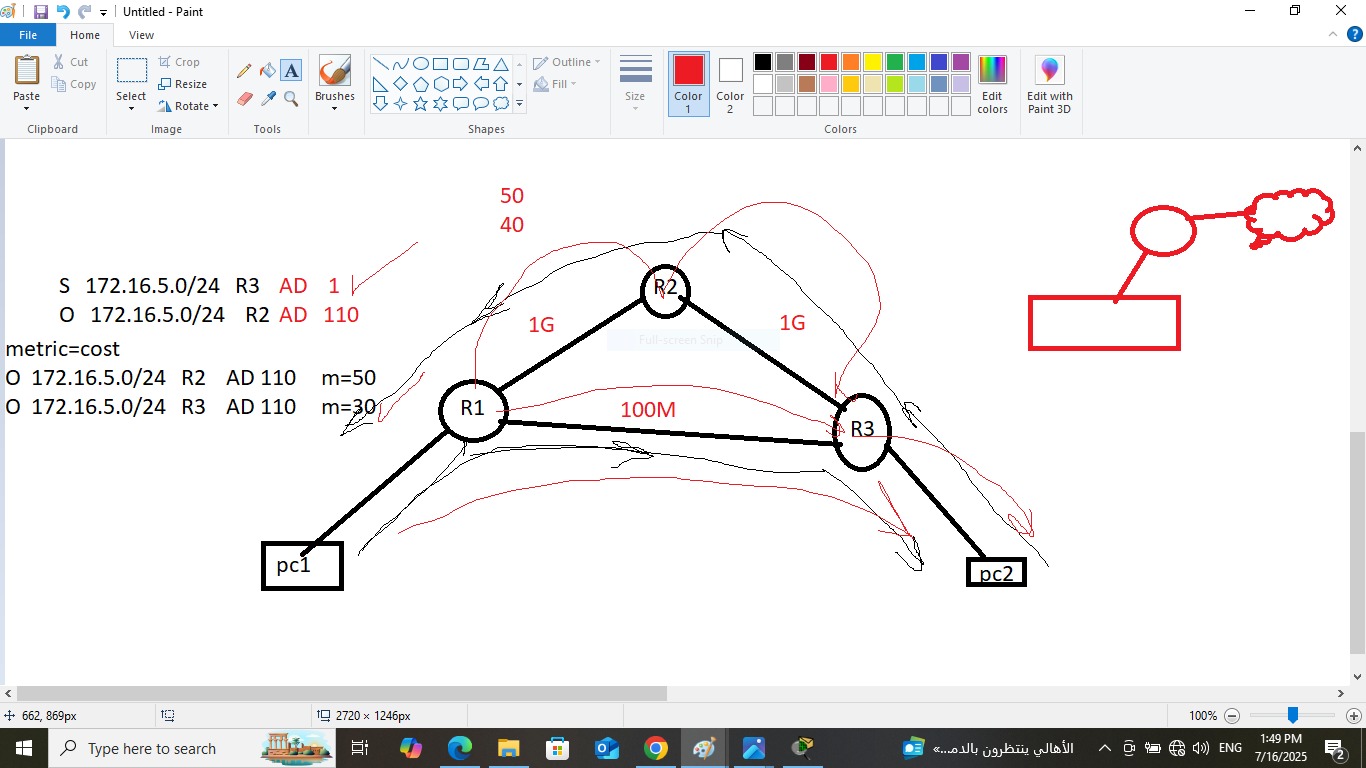 Untitled - Paint
File Home View
Paste
Cut
Copy
Clipboard
Select
Crop
Resize
Rotate
Image
Tools
Brushes
Shapes
Outline
Fill
Size
Color 1
Color 2
Edit colors
Colors
Edit with Paint 3D
50
40
S 172.16.5.0/24 R3 AD 1
O 172.16.5.0/24 R2 AD 110
metric=cost
O 172.16.5.0/24 R2 AD 110 m=50
O 172.16.5.0/24 R3 AD 110 m=30
R2
1G
1G
Full-screen Snip
R1
100M
R3
pc1
pc2
662, 869px
2720 × 1246px
100%
Type here to search
الأهالي ينتظرون بالدمـ...»
ENG
1:49 PM
7/16/2025
2